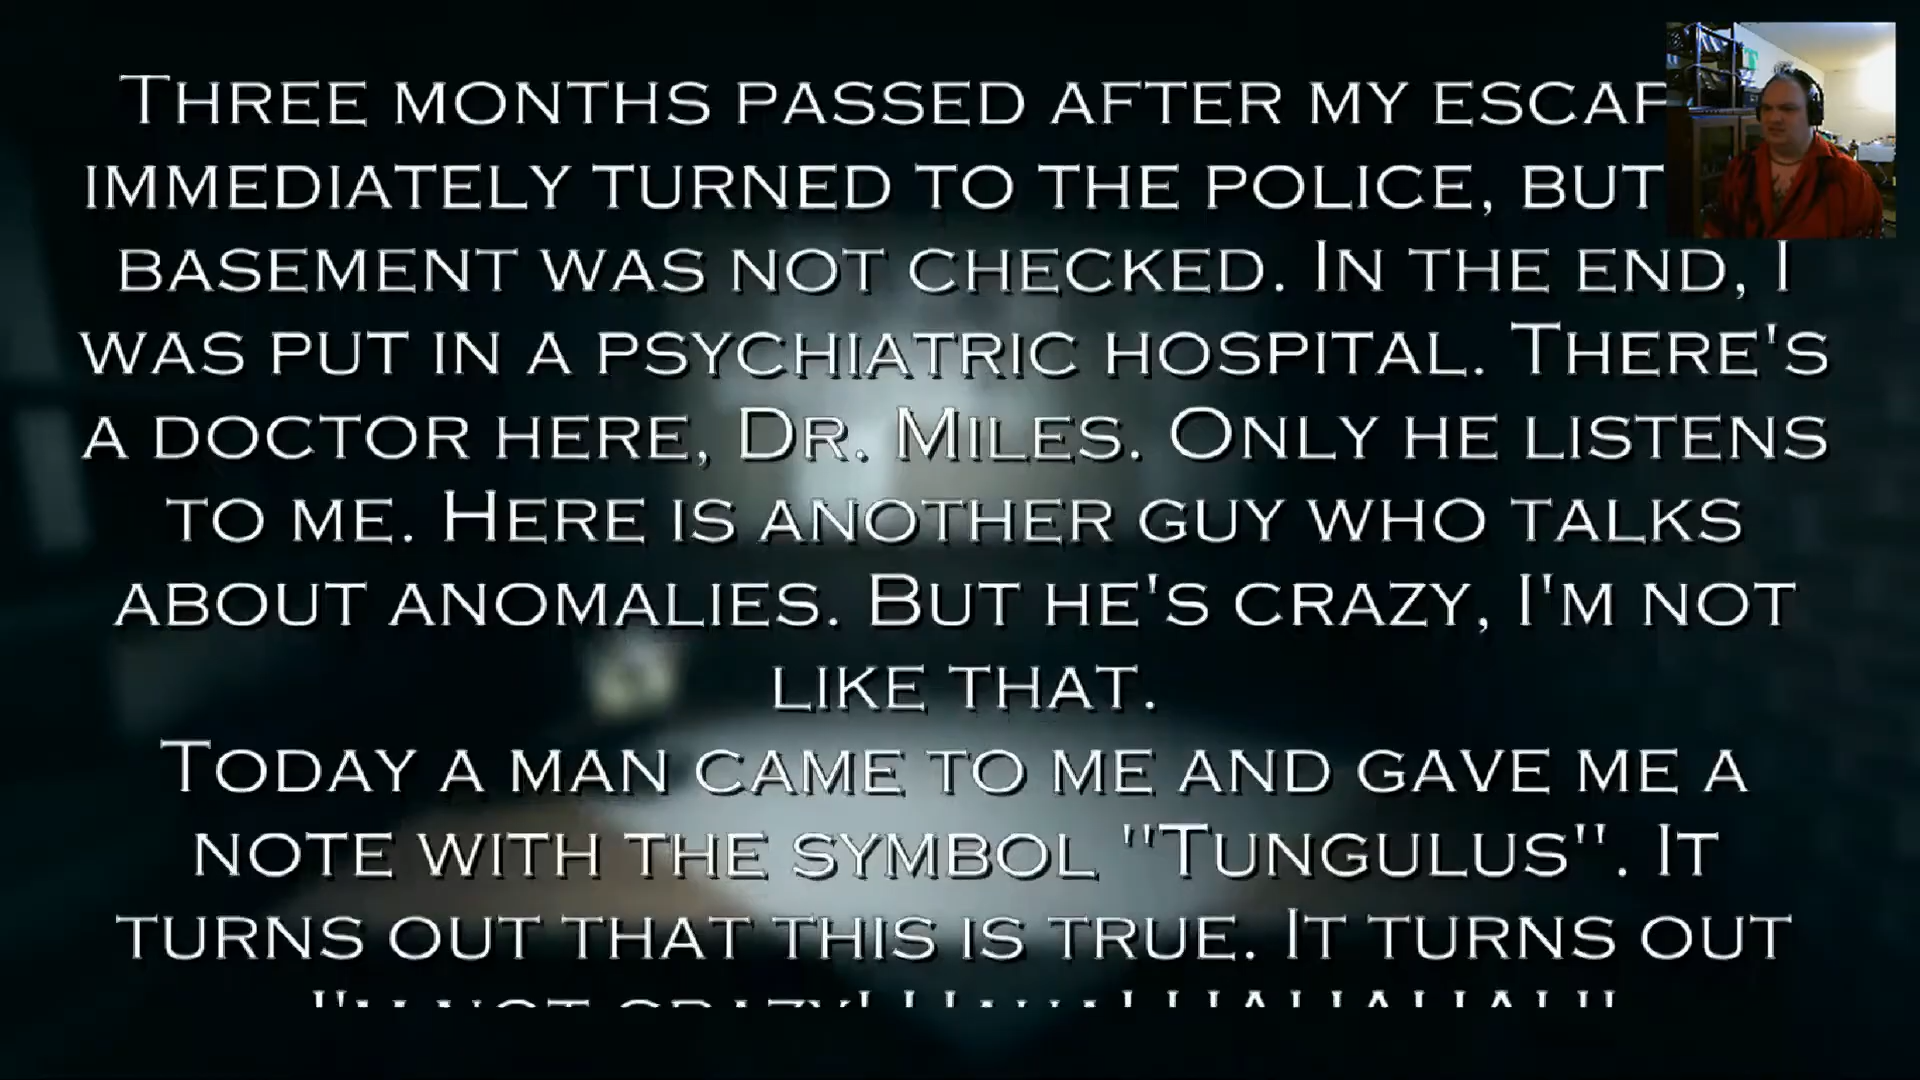 Three months passed after my escap
immediately turned to the police, but
basement was not checked. In the end, I
was put in a psychiatric hospital. There's
a doctor here, Dr. Miles. Only he listens
to me. Here is another guy who talks
about anomalies. But he's crazy, I'm not
like that.
Today a man came to me and gave me a
note with the symbol "Tungulus". It
turns out that this is true. It turns out
I'm not crazy!